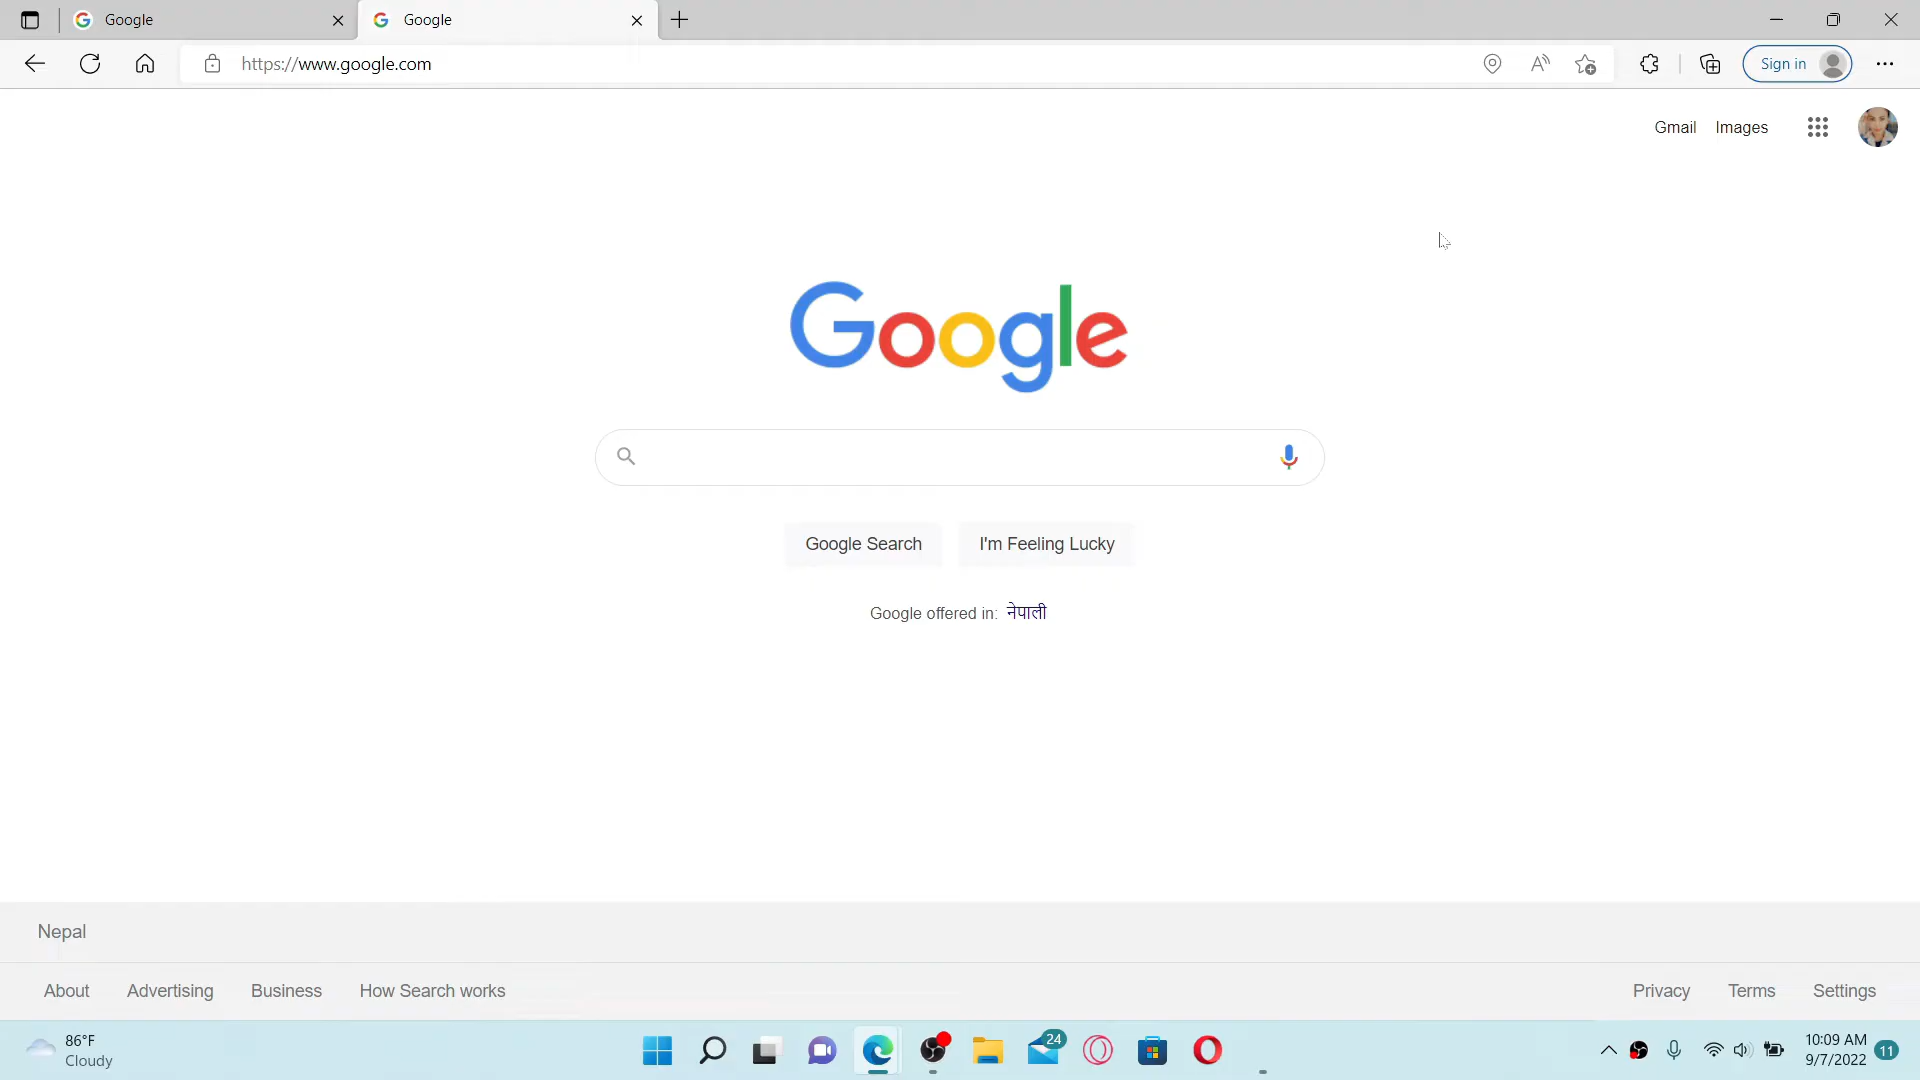 Google
Google
https://www.google.com
Sign in
Gmail
Images
Google
Google Search
I'm Feeling Lucky
Google offered in: नेपाली
Nepal
About
Advertising
Business
How Search works
Privacy
Terms
Settings
86°F
Cloudy
24
10:09 AM
9/7/2022
11